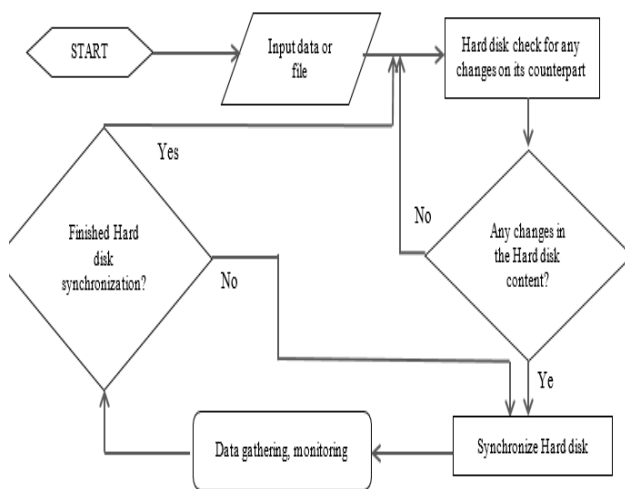 START
Input data or
file
Hard disk check for any
changes on its counterpart
Yes
No
Any changes in
the Hard disk
content?
Finished Hard
disk
synchronization?
No
Ye
Data gathering, monitoring
Synchronize Hard disk